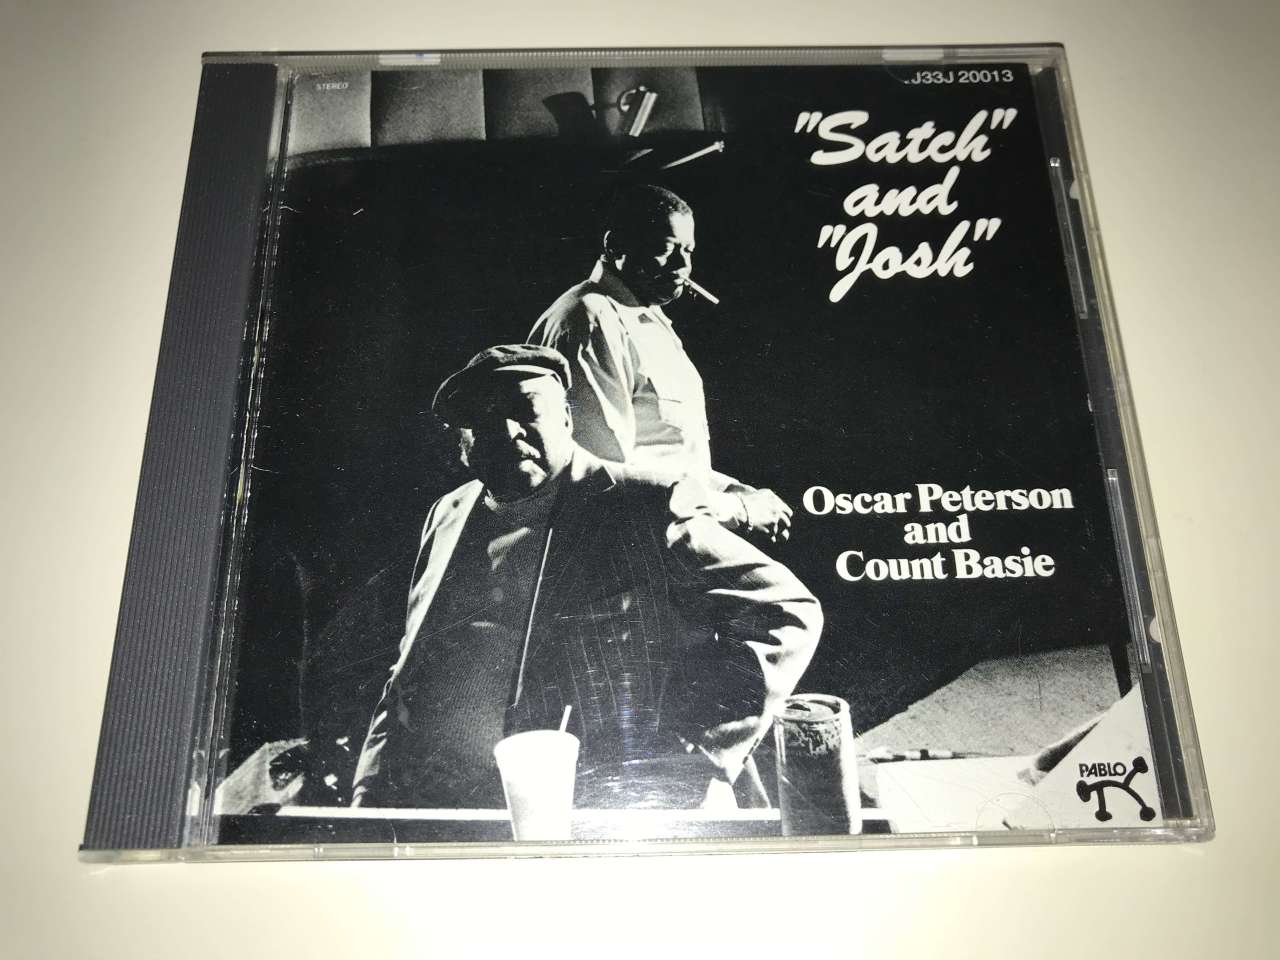 STEREO
J33J 20013
"Satch"
and
"Josh"
Oscar Peterson
and
Count Basie
PABLO